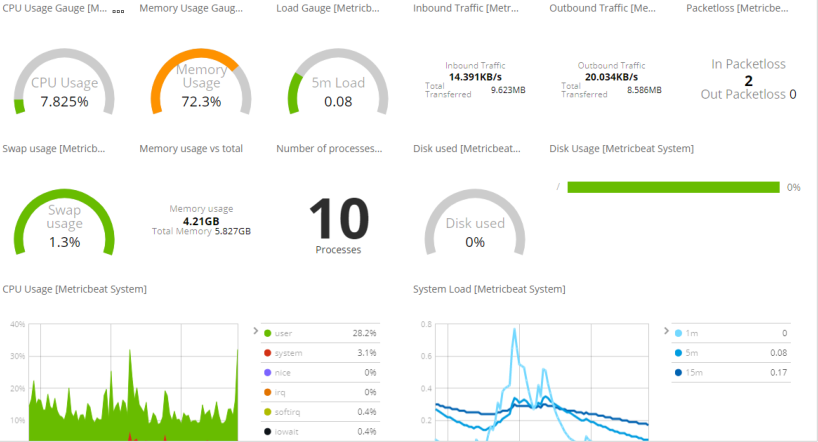 CPU Usage Gauge [M...
Memory Usage Gaug...
Load Gauge [Metricb...
Inbound Traffic [Metr...
Outbound Traffic [Me...
Packetloss [Metricbe...
CPU Usage
7.825%
Memory
Usage
72.3%
5m Load
0.08
Inbound Traffic
14.391KB/s
Total
Transferred 9.623MB
Outbound Traffic
20.034KB/s
Total
Transferred 8.586MB
In Packetloss
2
Out Packetloss 0
Swap usage [Metricb...
Memory usage vs total
Number of processes...
Disk used [Metricbeat...
Disk Usage [Metricbeat System]
Swap
usage
1.3%
Memory usage
4.21GB
Total Memory 5.827GB
10
Processes
Disk used
0%
/ 0%
CPU Usage [Metricbeat System]
System Load [Metricbeat System]
40%
30%
20%
10%
user 28.2%
system 3.1%
nice 0%
irq 0%
softirq 0.4%
iowait 0.4%
0.8
0.6
0.4
0.2
1m 0
5m 0.08
15m 0.17